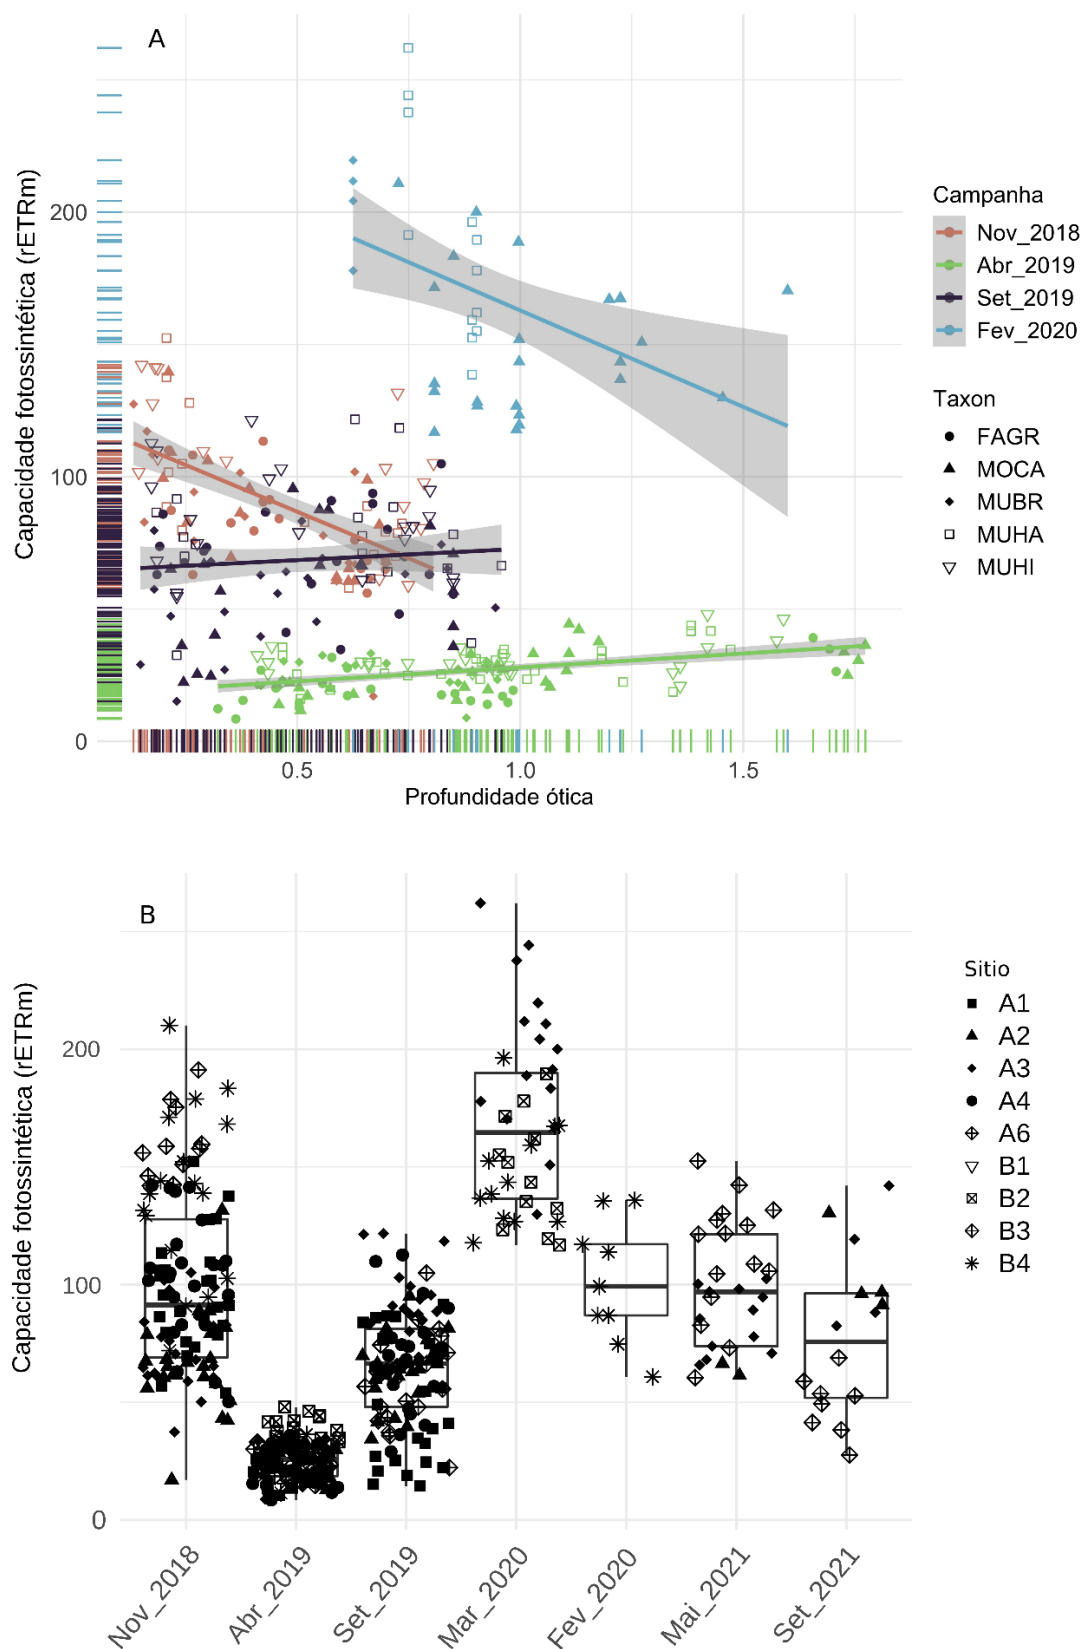 A
Capacidade fotossintética (rETRm)
200
100
0
0.5
1.0
1.5
Profundidade ótica
Campanha
Nov_2018
Abr_2019
Set_2019
Fev_2020
Taxon
FAGR
MOCA
MUBR
MUHA
MUHI
B
Capacidade fotossintética (rETRm)
200
100
0
Nov_2018
Abr_2019
Set_2019
Mar_2020
Fev_2020
Mai_2021
Set_2021
Sitio
A1
A2
A3
A4
A6
B1
B2
B3
B4